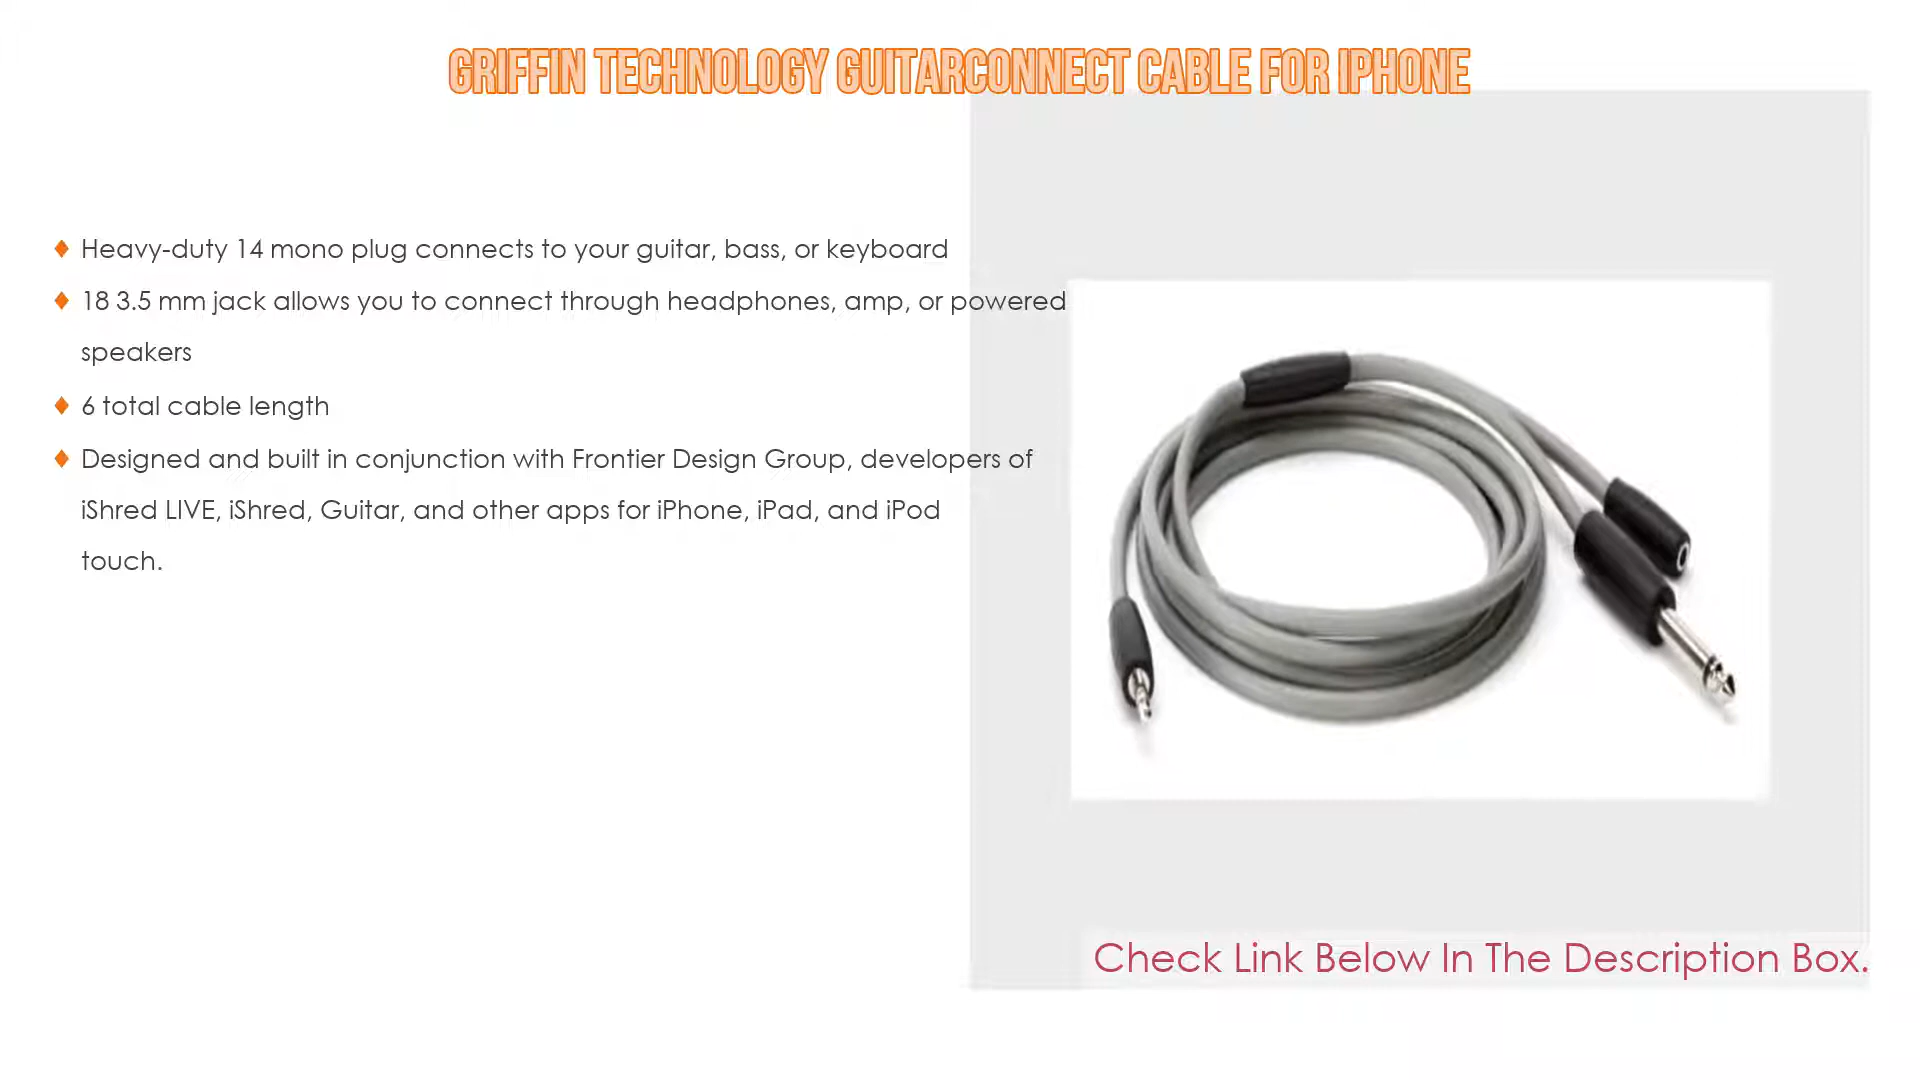 GRIFFIN TECHNOLOGY GUITARCONNECT CABLE FOR IPHONE
♦ Heavy-duty 14 mono plug connects to your guitar, bass, or keyboard
♦ 18 3.5 mm jack allows you to connect through headphones, amp, or powered
speakers
♦ 6 total cable length
♦ Designed and built in conjunction with Frontier Design Group, developers of
iShred LIVE, iShred, Guitar, and other apps for iPhone, iPad, and iPod
touch.
Check Link Below In The Description Box.